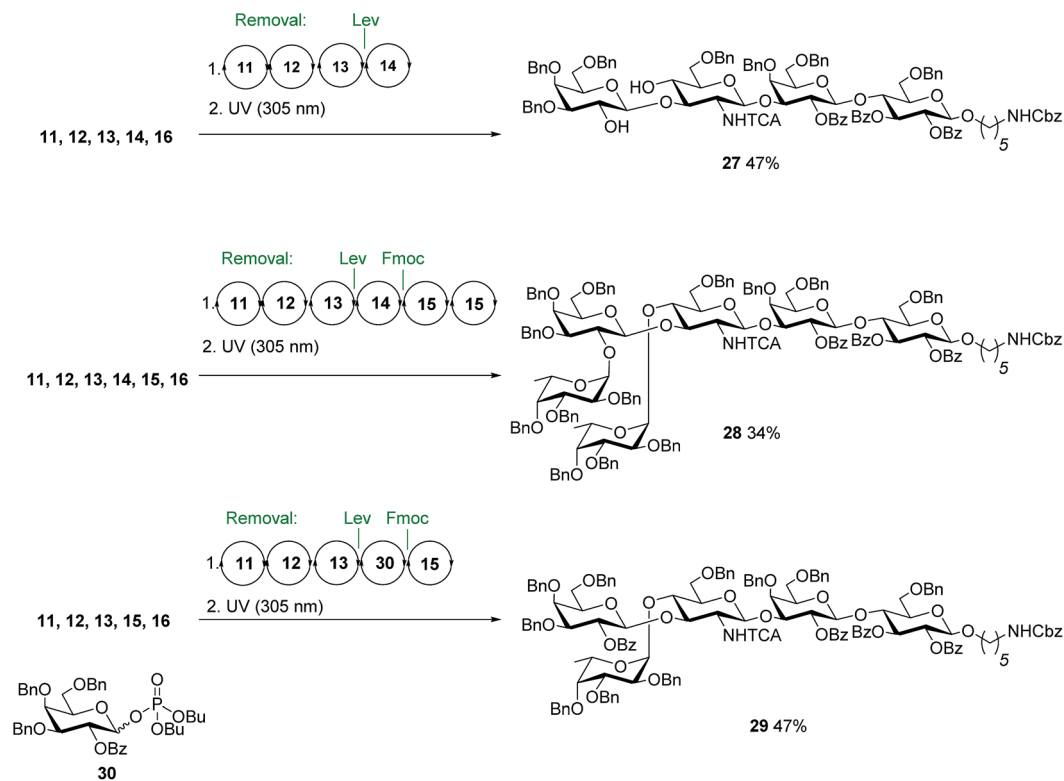 Removal: Lev
1. 11 12 13 14
2. UV (305 nm)
11, 12, 13, 14, 16
BnO OBn
BnO
OH
O
HO
OBn
O
NHTCA
BnO OBn
O
OBz
OBn
O
BzO
OBz
O
NHCbz
5
27 47%
Removal: Lev Fmoc
1. 11 12 13 14 15 15
2. UV (305 nm)
11, 12, 13, 14, 15, 16
BnO OBn
BnO
O
O
OBn
O
NHTCA
BnO OBn
O
OBz
OBn
O
BzO
OBz
O
NHCbz
5
O
OBn
OBn
BnO
O
OBn
OBn
BnO
28 34%
Removal: Lev Fmoc
1. 11 12 13 30 15
2. UV (305 nm)
11, 12, 13, 15, 16
BnO OBn
BnO
OBz
O
O
OBn
O
NHTCA
BnO OBn
O
OBz
OBn
O
BzO
OBz
O
NHCbz
5
O
OBn
OBn
BnO
29 47%
BnO OBn
O
BnO
OBz
O
O
P
OBu
OBu
30